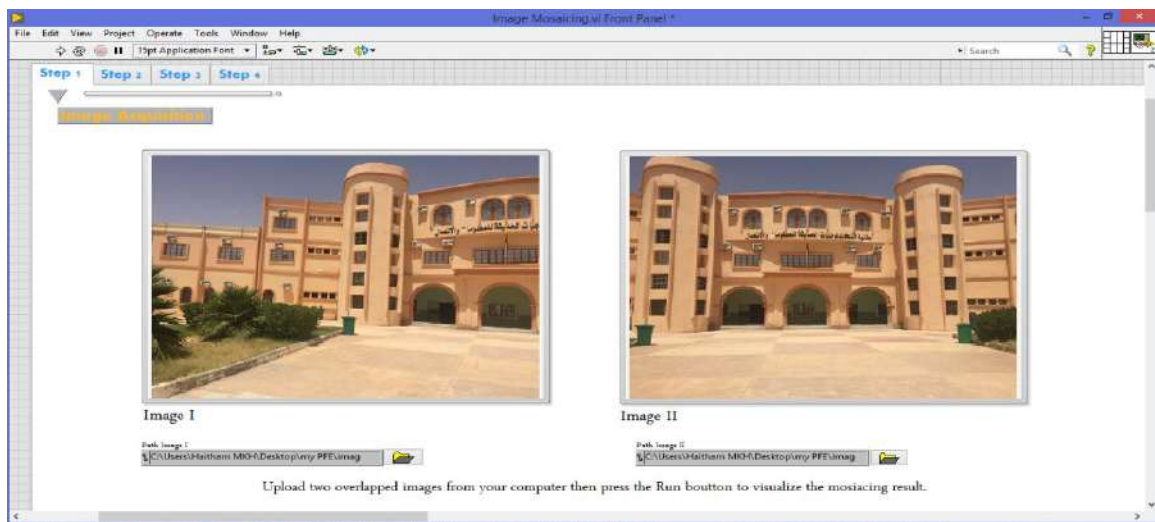 Image Mosaicing.vi Front Panel *
File Edit View Project Operate Tools Window Help
15pt Application Font
Search
Step 1 Step 2 Step 3 Step 4
Image Acquisition
Image I
Image II
Path Image I
Path Image II
C:\Users\Haitham MKH\Desktop\my PFE\imag
C:\Users\Haitham MKH\Desktop\my PFE\imag
Upload two overlapped images from your computer then press the Run boutton to visualize the mosiacing result.